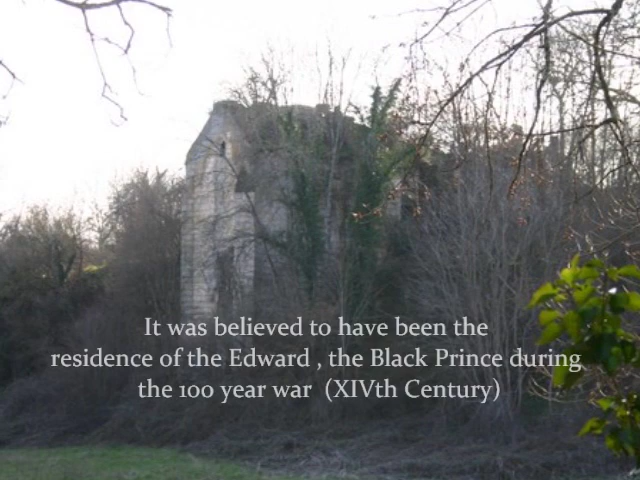 It was believed to have been the
residence of the Edward , the Black Prince during
the 100 year war  (XIVth Century)